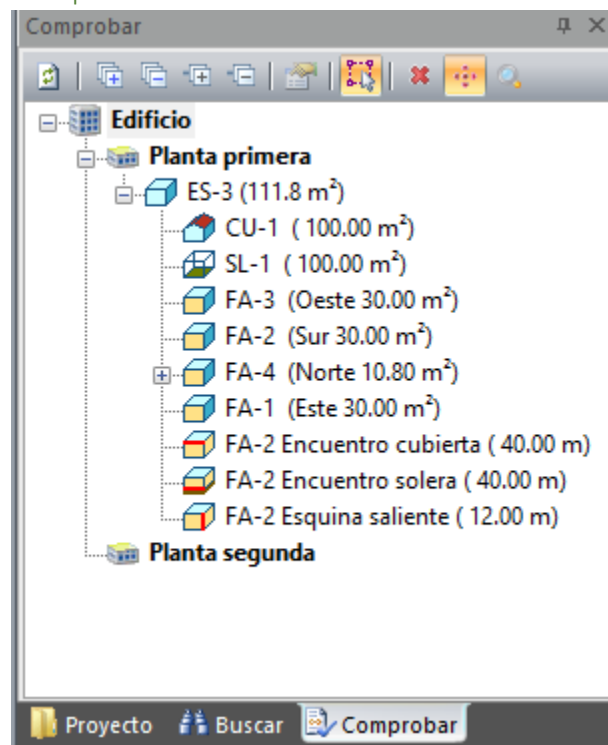 Comprobar
Edificio
Planta primera
ES-3 (111.8 m²)
CU-1 ( 100.00 m²)
SL-1 ( 100.00 m²)
FA-3 (Oeste 30.00 m²)
FA-2 (Sur 30.00 m²)
FA-4 (Norte 10.80 m²)
FA-1 (Este 30.00 m²)
FA-2 Encuentro cubierta ( 40.00 m)
FA-2 Encuentro solera ( 40.00 m)
FA-2 Esquina saliente ( 12.00 m)
Planta segunda
Proyecto Buscar Comprobar